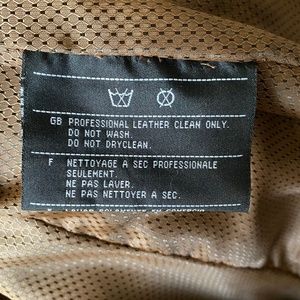 GB PROFESSIONAL LEATHER CLEAN ONLY.
DO NOT WASH.
DO NOT DRYCLEAN.
F NETTOYAGE A SEC PROFESSIONALE
SEULEMENT.
NE PAS LAVER.
NE PAS NETTOYER A SEC.